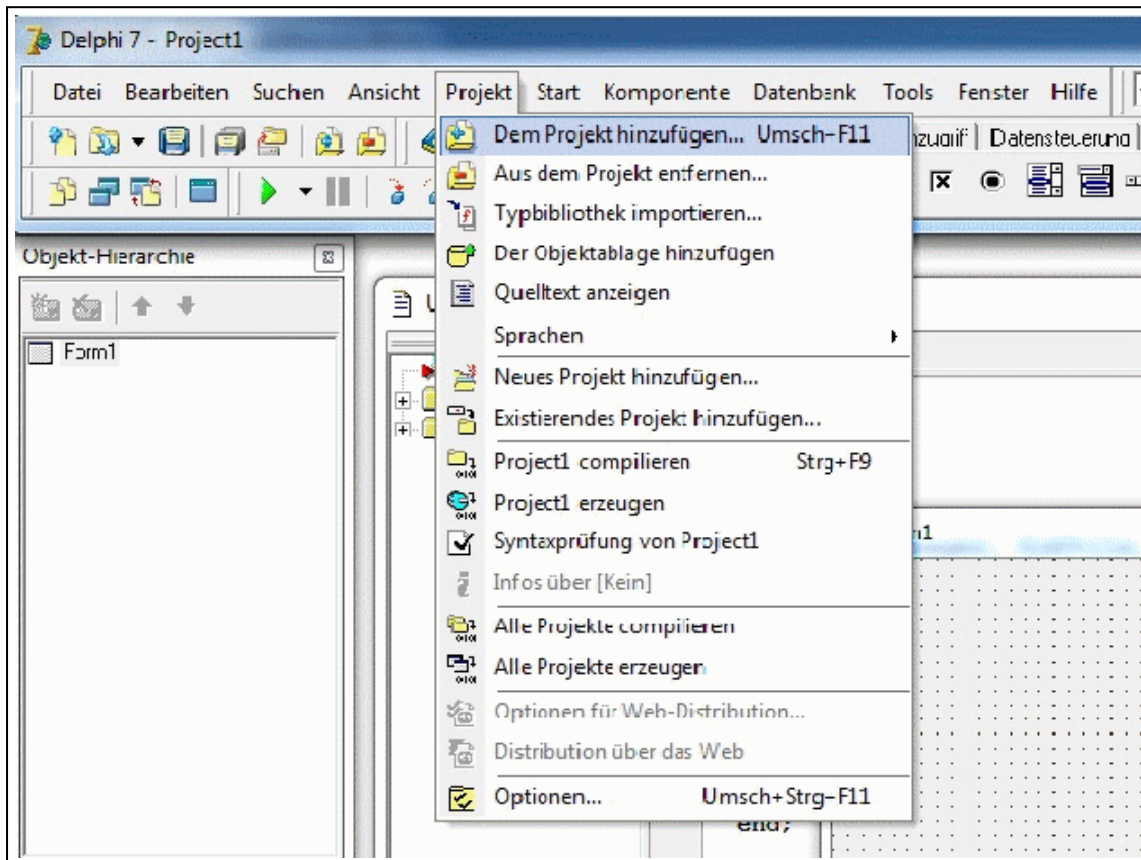 Delphi 7 - Project1
Datei Bearbeiten Suchen Ansicht Projekt Start Komponente Datenbank Tools Fenster Hilfe
Dem Projekt hinzufügen... Umsch+F11
Datensteuerung
Aus dem Projekt entfernen...
Typbibliothek importieren...
Der Objektablage hinzufügen
Quelltext anzeigen
Sprachen
Neues Projekt hinzufügen...
Existierendes Projekt hinzufügen...
Project1 compilieren Strg+F9
Project1 erzeugen
Syntaxprüfung von Project1
Infos über [Kein]
Alle Projekte compilieren
Alle Projekte erzeugen
Optionen für Web-Distribution...
Distribution über das Web
Optionen... Umsch+Strg+F11
Objekt-Hierarchie
Form1
end;